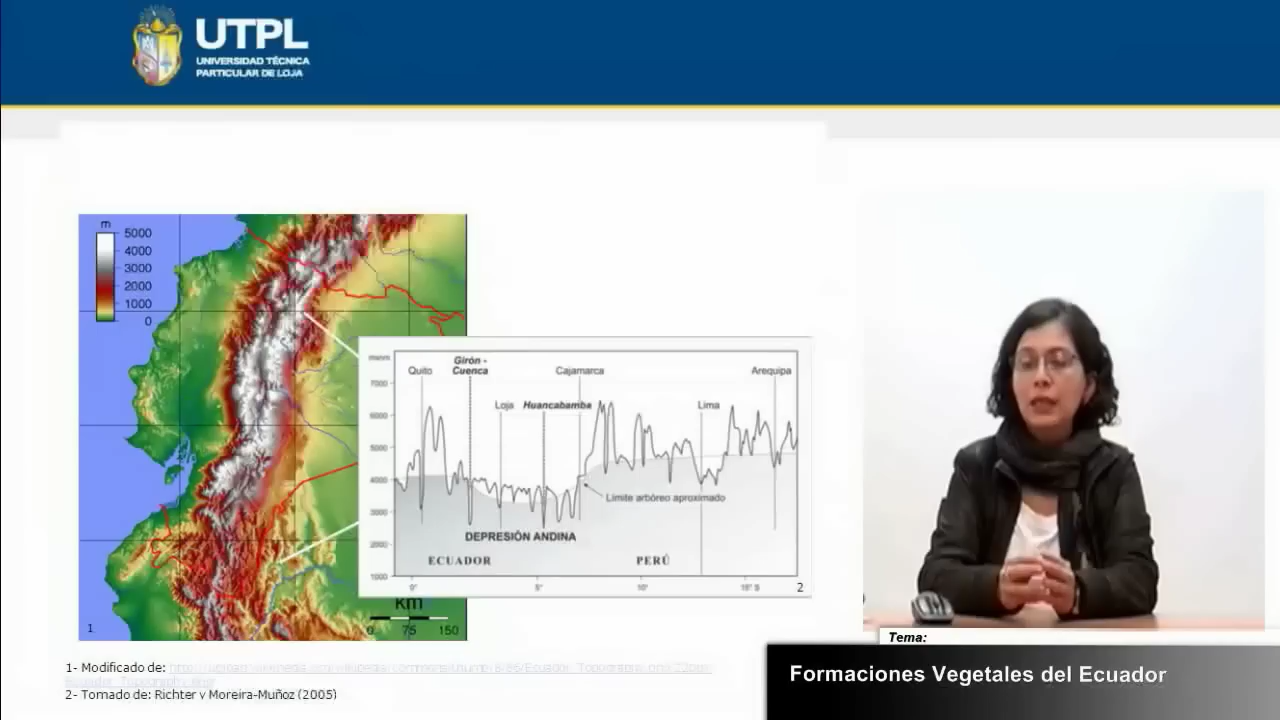 UTPL
UNIVERSIDAD TÉCNICA
PARTICULAR DE LOJA
m
5000
4000
3000
2000
1000
0
km
0 75 150
1
msnm
7000
6000
5000
4000
3000
2000
1000
Quito
Girón -
Cuenca
Loja
Huancabamba
Cajamarca
Lima
Arequipa
Límite arbóreo aproximado
DEPRESIÓN ANDINA
ECUADOR
PERÚ
0°
5°
10°
15° S
2
1- Modificado de:
2- Tomado de: Richter y Moreira-Muñoz (2005)
Tema:
Formaciones Vegetales del Ecuador